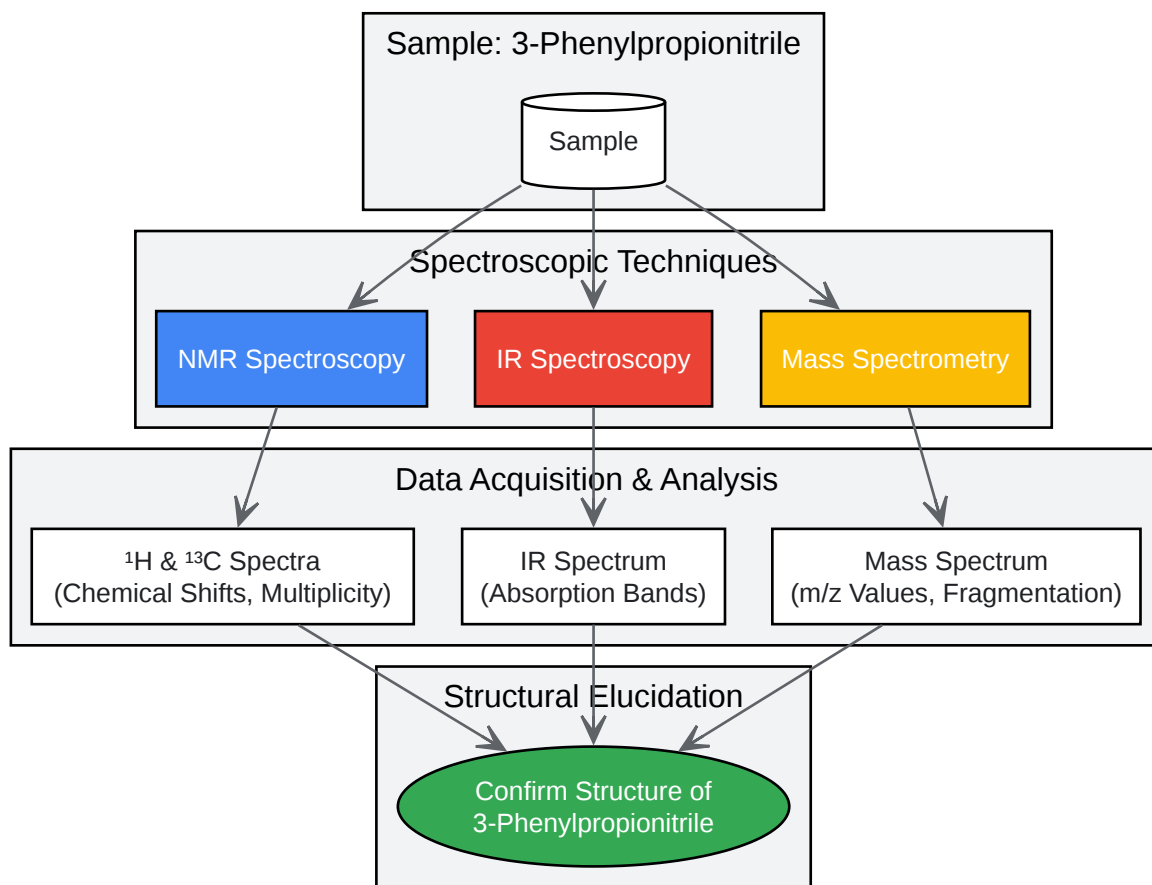 Sample: 3-Phenylpropionitrile
Sample
Spectroscopic Techniques
NMR Spectroscopy
IR Spectroscopy
Mass Spectrometry
Data Acquisition & Analysis
¹H & ¹³C Spectra
(Chemical Shifts, Multiplicity)
IR Spectrum
(Absorption Bands)
Mass Spectrum
(m/z Values, Fragmentation)
Structural Elucidation
Confirm Structure of
3-Phenylpropionitrile